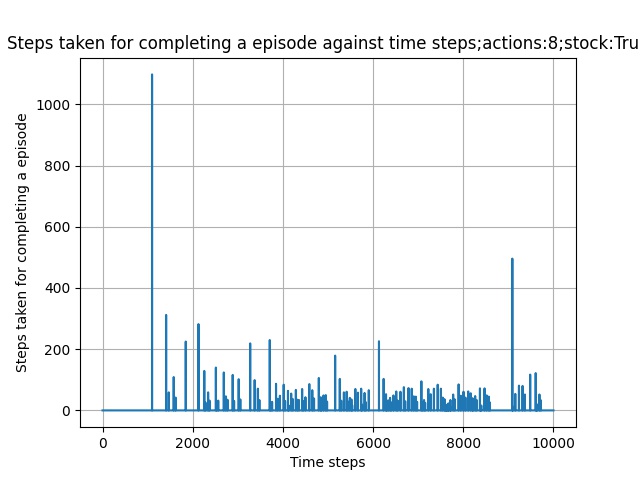 Steps taken for completing a episode against time steps;actions:8;stock:Tru
Steps taken for completing a episode
1000
800
600
400
200
0
0 2000 4000 6000 8000 10000
Time steps